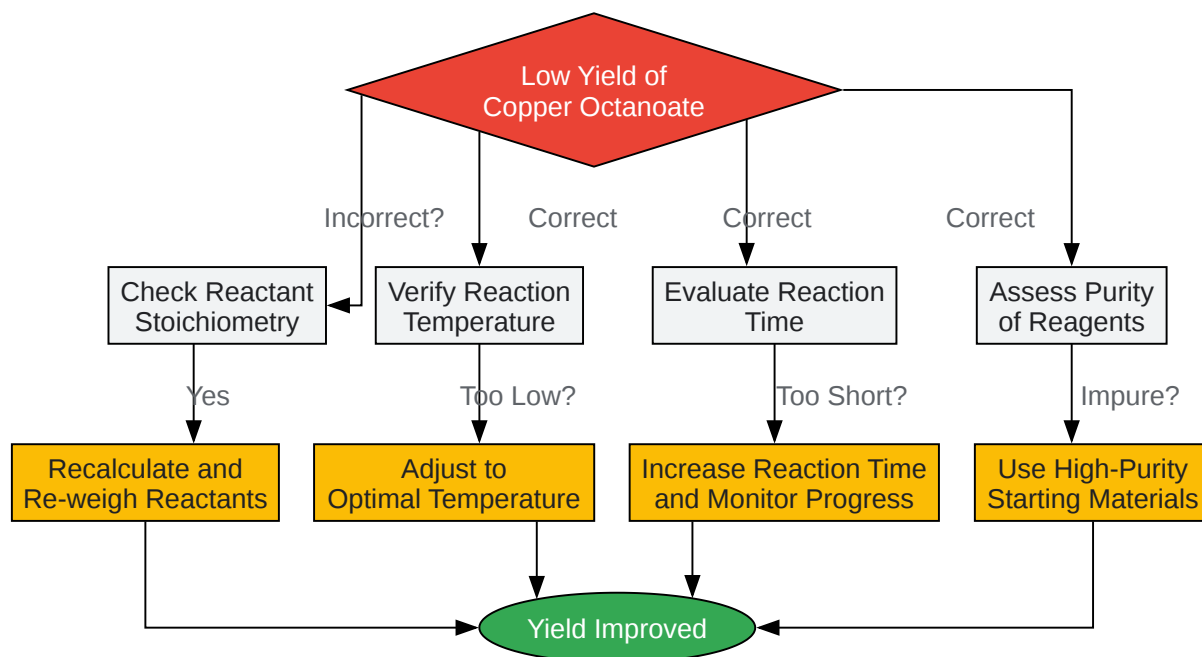 Low Yield of
Copper Octanoate
Incorrect?
Correct
Correct
Correct
Check Reactant
Stoichiometry
Verify Reaction
Temperature
Evaluate Reaction
Time
Assess Purity
of Reagents
Yes
Too Low?
Too Short?
Impure?
Recalculate and
Re-weigh Reactants
Adjust to
Optimal Temperature
Increase Reaction Time
and Monitor Progress
Use High-Purity
Starting Materials
Yield Improved